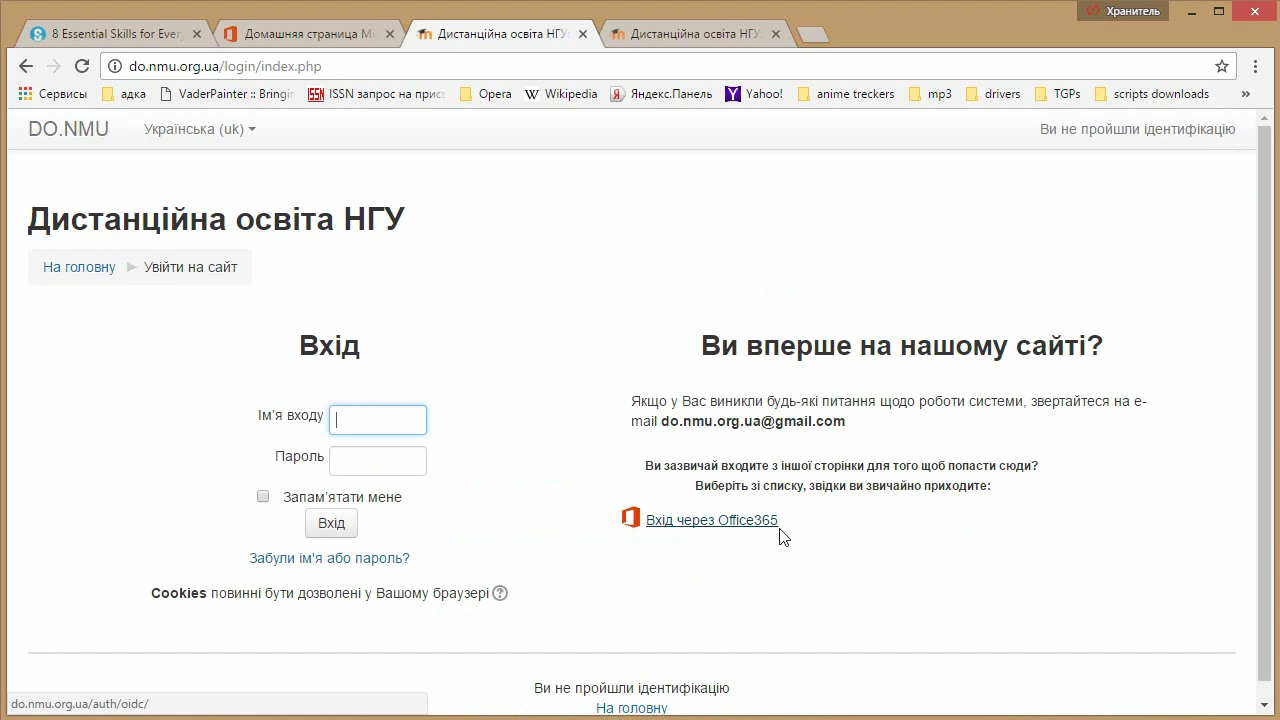 Хранитель
8 Essential Skills for Every
Домашняя страница Mi
Дистанційна освіта НГУ
Дистанційна освіта НГУ:
do.nmu.org.ua/login/index.php
Сервисы
адка
VaderPainter :: Bringin
ISSN запрос на присв
Opera
Wikipedia
Яндекс.Панель
Yahoo!
anime treckers
mp3
drivers
TGPs
scripts downloads
»
DO.NMU
Українська (uk)
Ви не пройшли ідентифікацію
Дистанційна освіта НГУ
На головну ► Увійти на сайт
Вхід
Ім’я входу
Пароль
Запам'ятати мене
Вхід
Забули ім'я або пароль?
Cookies повинні бути дозволені у Вашому браузері
Ви вперше на нашому сайті?
Якщо у Вас виникли будь-які питання щодо роботи системи, звертайтеся на e-
mail do.nmu.org.ua@gmail.com
Ви зазвичай входите з іншої сторінки для того щоб попасти сюди?
Виберіть зі списку, звідки ви звичайно приходите:
Вхід через Office365
Ви не пройшли ідентифікацію
На головну
do.nmu.org.ua/auth/oidc/